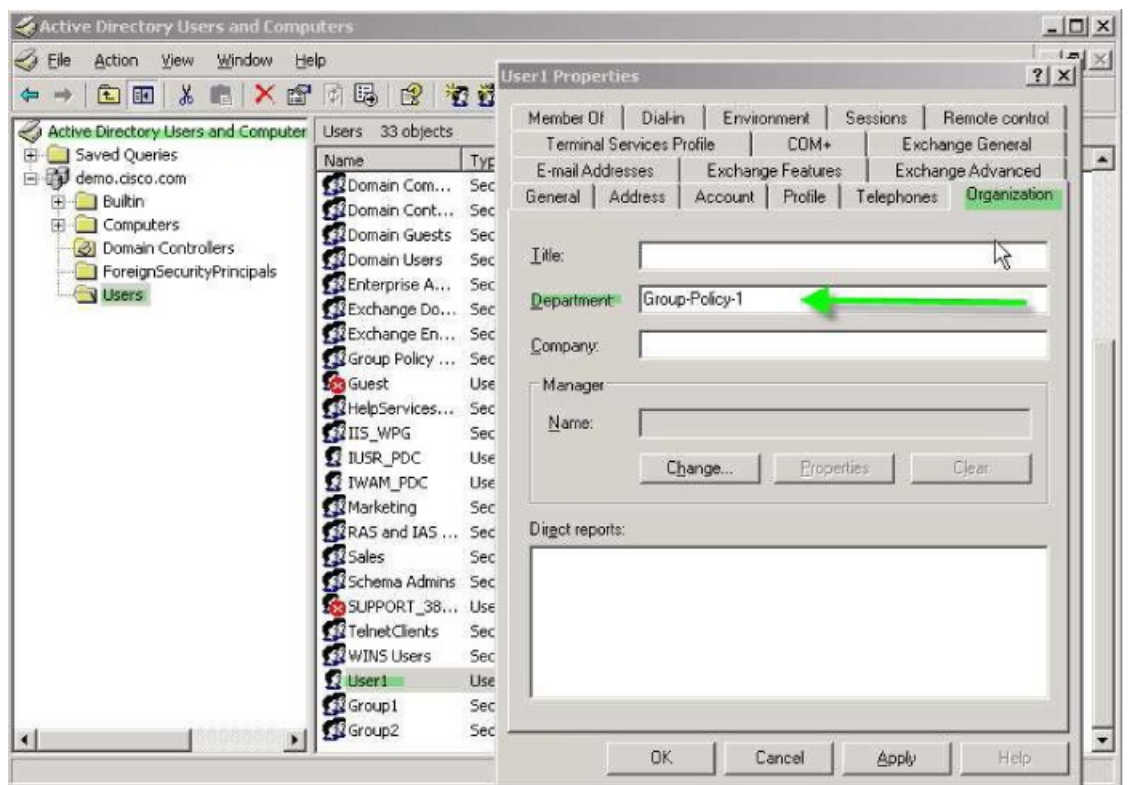 Active Directory Users and Computers
File Action View Window Help
Active Directory Users and Computer
Saved Queries
demo.cisco.com
Builtin
Computers
Domain Controllers
ForeignSecurityPrincipals
Users
Users 33 objects
Name Typ
Domain Com... Sec
Domain Cont... Sec
Domain Guests Sec
Domain Users Sec
Enterprise A... Sec
Exchange Do... Sec
Exchange En... Sec
Group Policy ... Sec
Guest Use
HelpServices... Sec
IIS_WPG Sec
IUSR_PDC Use
IWAM_PDC Use
Marketing Sec
RAS and IAS ... Sec
Sales Sec
Schema Admins Sec
SUPPORT_38... Use
TelnetClients Sec
WINS Users Sec
User1 Use
Group1 Sec
Group2 Sec
User1 Properties
Member Of Dial-in Environment Sessions Remote control
Terminal Services Profile COM+ Exchange General
E-mail Addresses Exchange Features Exchange Advanced
General Address Account Profile Telephones Organization
Title:
Department: Group-Policy-1
Company:
Manager
Name:
Change... Properties Clear
Direct reports:
OK Cancel Apply Help